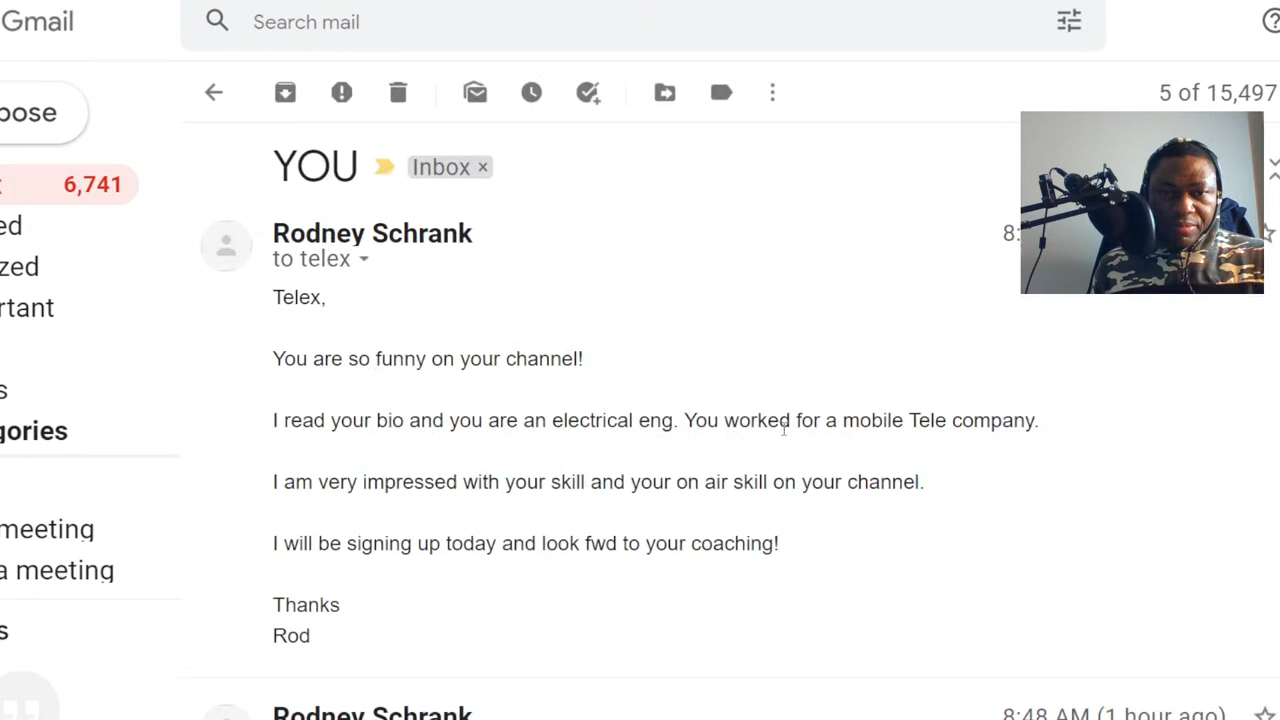 Gmail
Search mail
5 of 15,497
pose
6,741
YOU
Inbox ×
Rodney Schrank
8:
to telex
Telex,
ed
You are so funny on your channel!
zed
rtant
I read your bio and you are an electrical eng. You worked for a mobile Tele company.
s
gories
I am very impressed with your skill and your on air skill on your channel.
meeting
I will be signing up today and look fwd to your coaching!
a meeting
Thanks
s
Rod
Rodney Schrank
8:48 AM (1 hour ago)